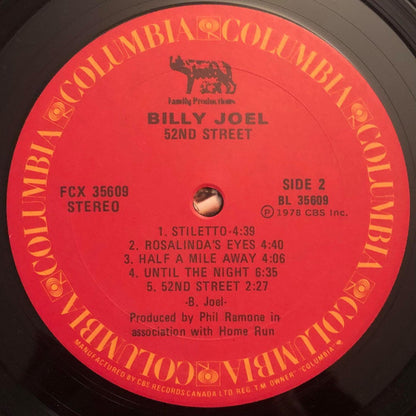 COLUMBIA COLUMBIA COLUMBIA COLUMBIA COLUMBIA COLUMBIA
Family Productions
BILLY JOEL
52ND STREET
FCX 35609
STEREO
SIDE 2
BL 35609
Ⓟ 1978 CBS Inc.
1. STILETTO-4:39
2. ROSALINDA'S EYES 4:40
3. HALF A MILE AWAY 4:06
4. UNTIL THE NIGHT 6:35
5. 52ND STREET 2:27
-B. Joel-
Produced by Phil Ramone in
association with Home Run
MANUFACTURED BY CBS RECORDS CANADA LTD. REG. T.M. OWNER-"COLUMBIA"